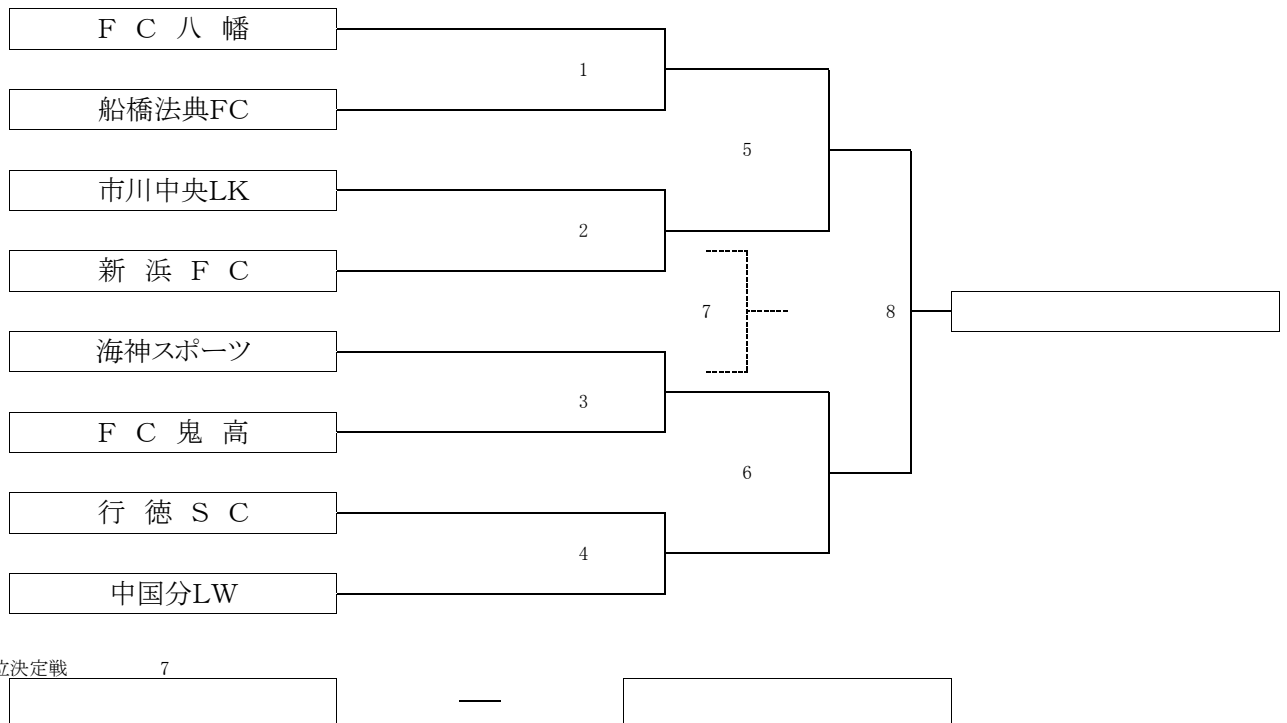 F C 八 幡
1
船橋法典FC
5
市川中央LK
2
新 浜 F C
7
8
海神スポーツ
3
F C 鬼 高
6
行 徳 S C
4
中国分LW
位決定戦 7